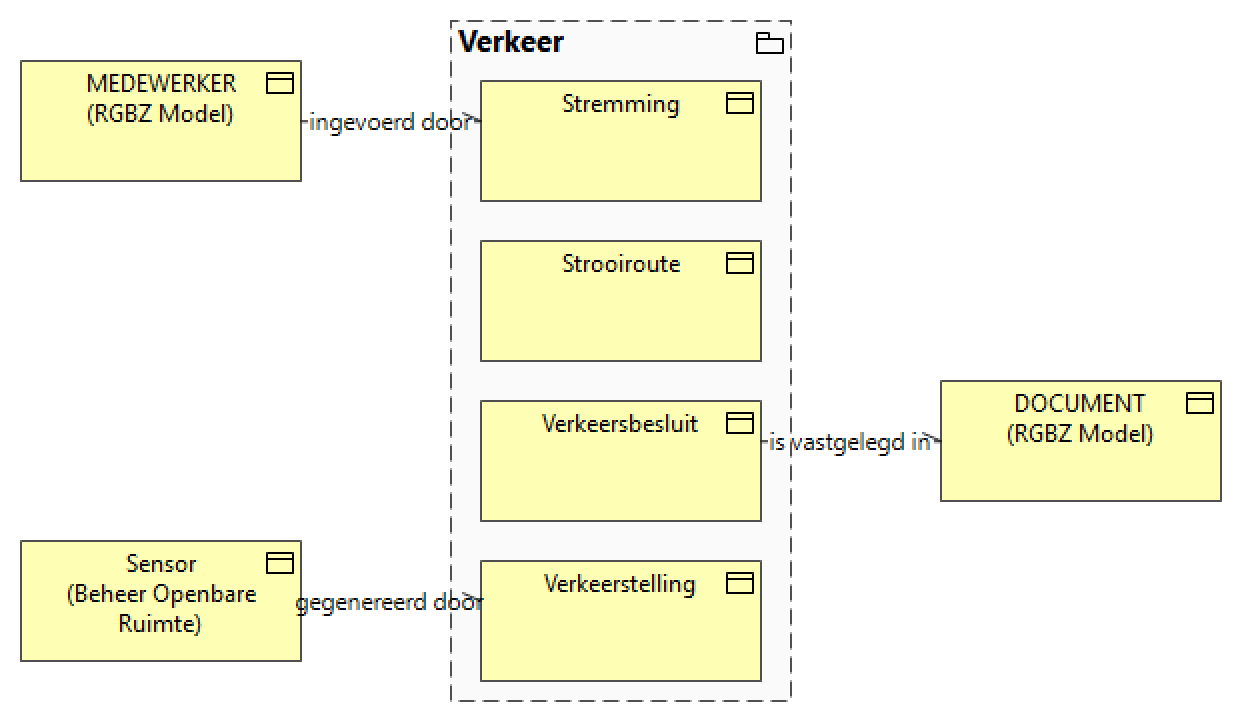 Verkeer
MEDEWERKER
(RGBZ Model)
ingevoerd door
Stremming
Strooiroute
Verkeersbesluit
is vastgelegd in
DOCUMENT
(RGBZ Model)
Sensor
(Beheer Openbare
Ruimte)
gegenereerd door
Verkeerstelling